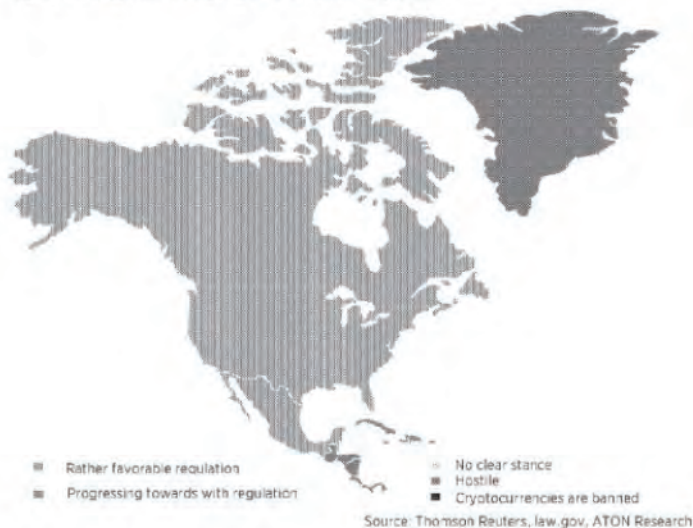 Rather favorable regulation
Progressing towards with regulation
No clear stance
Hostile
Cryptocurrencies are banned
Source: Thomson Reuters, law.gov, ATON Research